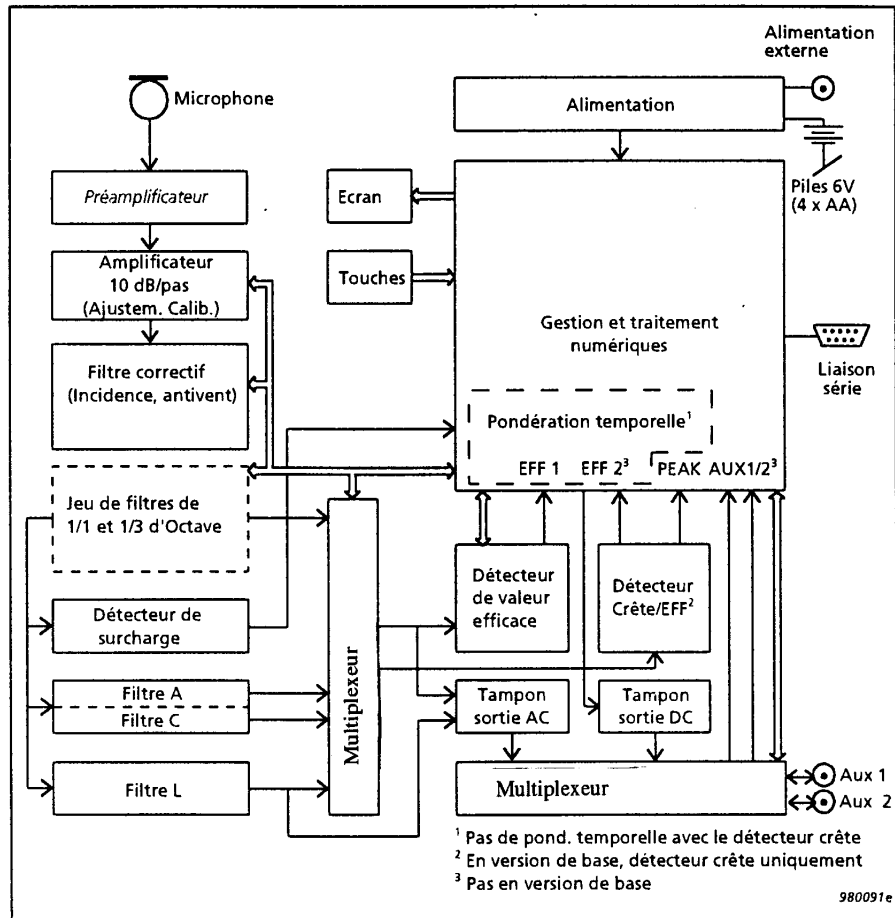 Alimentation
externe
Microphone
Alimentation
Piles 6V
(4 x AA)
Préamplificateur
Ecran
Amplificateur
10 dB/pas
(Ajustem. Calib.)
Touches
Gestion et traitement
numériques
Liaison
série
Filtre correctif
(Incidence, antivent)
Pondération temporelle¹
EFF 1 EFF 2³ PEAK AUX1/2³
Jeu de filtres de
1/1 et 1/3 d'Octave
Détecteur
de valeur
efficace
Détecteur
Crête/EFF²
Détecteur de
surcharge
Multiplexeur
Filtre A
Filtre C
Tampon
sortie AC
Tampon
sortie DC
Filtre L
Multiplexeur
Aux 1
Aux 2
¹ Pas de pond. temporelle avec le détecteur crête
² En version de base, détecteur crête uniquement
³ Pas en version de base
980091e